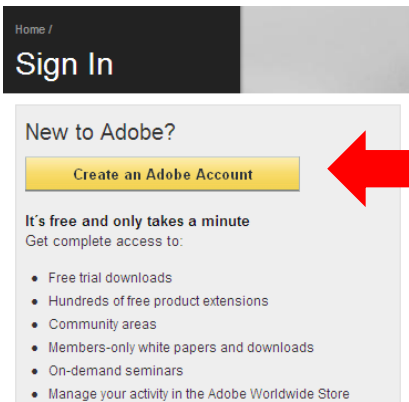 Home /
Sign In
New to Adobe?
Create an Adobe Account
It´s free and only takes a minute
Get complete access to:
• Free trial downloads
• Hundreds of free product extensions
• Community areas
• Members-only white papers and downloads
• On-demand seminars
• Manage your activity in the Adobe Worldwide Store